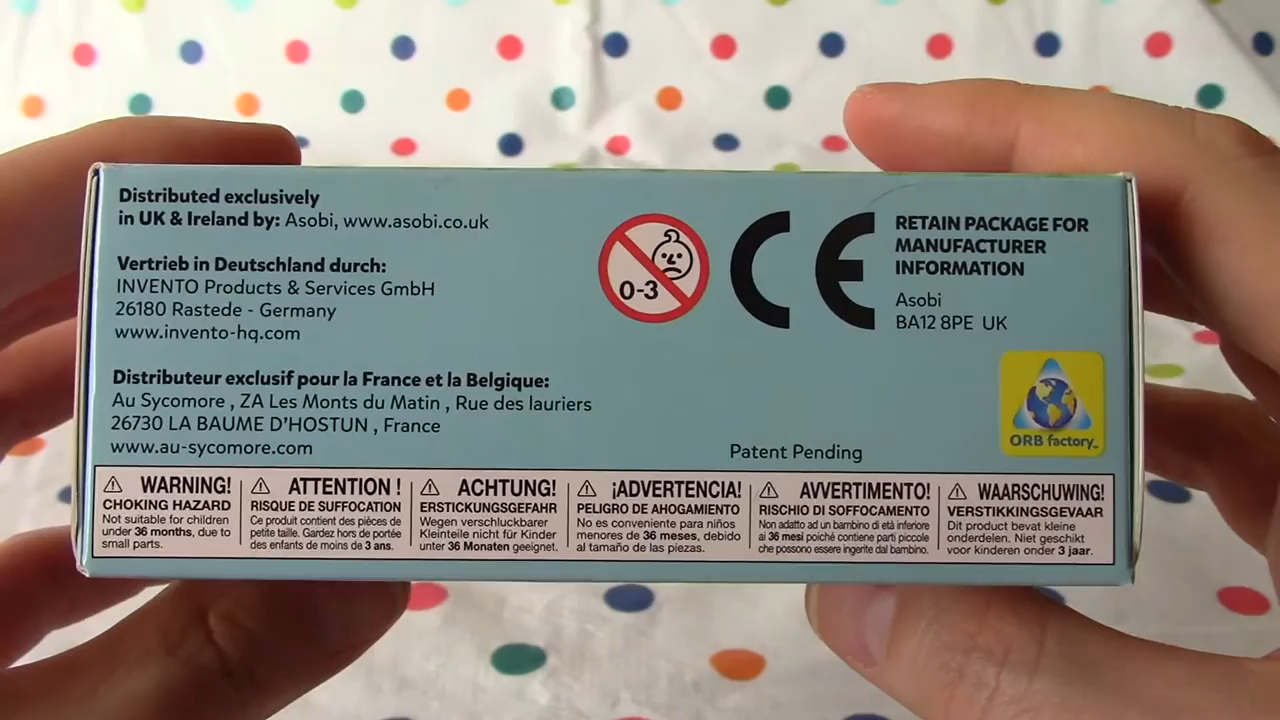 Distributed exclusively
in UK & Ireland by: Asobi, www.asobi.co.uk
Vertrieb in Deutschland durch:
INVENTO Products & Services GmbH
26180 Rastede - Germany
www.invento-hq.com
Distributeur exclusif pour la France et la Belgique:
Au Sycomore , ZA Les Monts du Matin , Rue des lauriers
26730 LA BAUME D'HOSTUN , France
www.au-sycomore.com
0-3
CE
RETAIN PACKAGE FOR
MANUFACTURER
INFORMATION
Asobi
BA12 8PE UK
ORB factory™
Patent Pending
WARNING!
CHOKING HAZARD
Not suitable for children
under 36 months, due to
small parts.
ATTENTION !
RISQUE DE SUFFOCATION
Ce produit contient des pièces de
petite taille. Gardez hors de portée
des enfants de moins de 3 ans.
ACHTUNG!
ERSTICKUNGSGEFAHR
Wegen verschluckbarer
Kleinteile nicht für Kinder
unter 36 Monaten geeignet.
¡ADVERTENCIA!
PELIGRO DE AHOGAMIENTO
No es conveniente para niños
menores de 36 meses, debido
al tamaño de las piezas.
AVVERTIMENTO!
RISCHIO DI SOFFOCAMENTO
Non adatto ad un bambino di età inferiore
ai 36 mesi poiché contiene parti piccole
che possono essere ingerite dal bambino.
WAARSCHUWING!
VERSTIKKINGSGEVAAR
Dit product bevat kleine
onderdelen. Niet geschikt
voor kinderen onder 3 jaar.